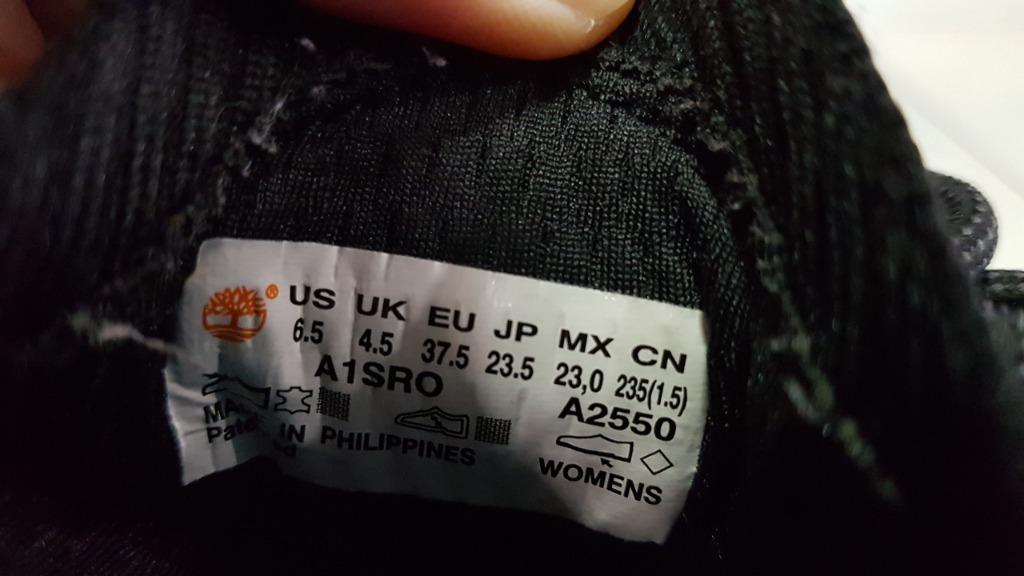 ® US UK EU JP MX CN
6.5 4.5 37.5 23.5 23,0 235(1.5)
A1SRO A2550
IN PHILIPPINES
WOMENS